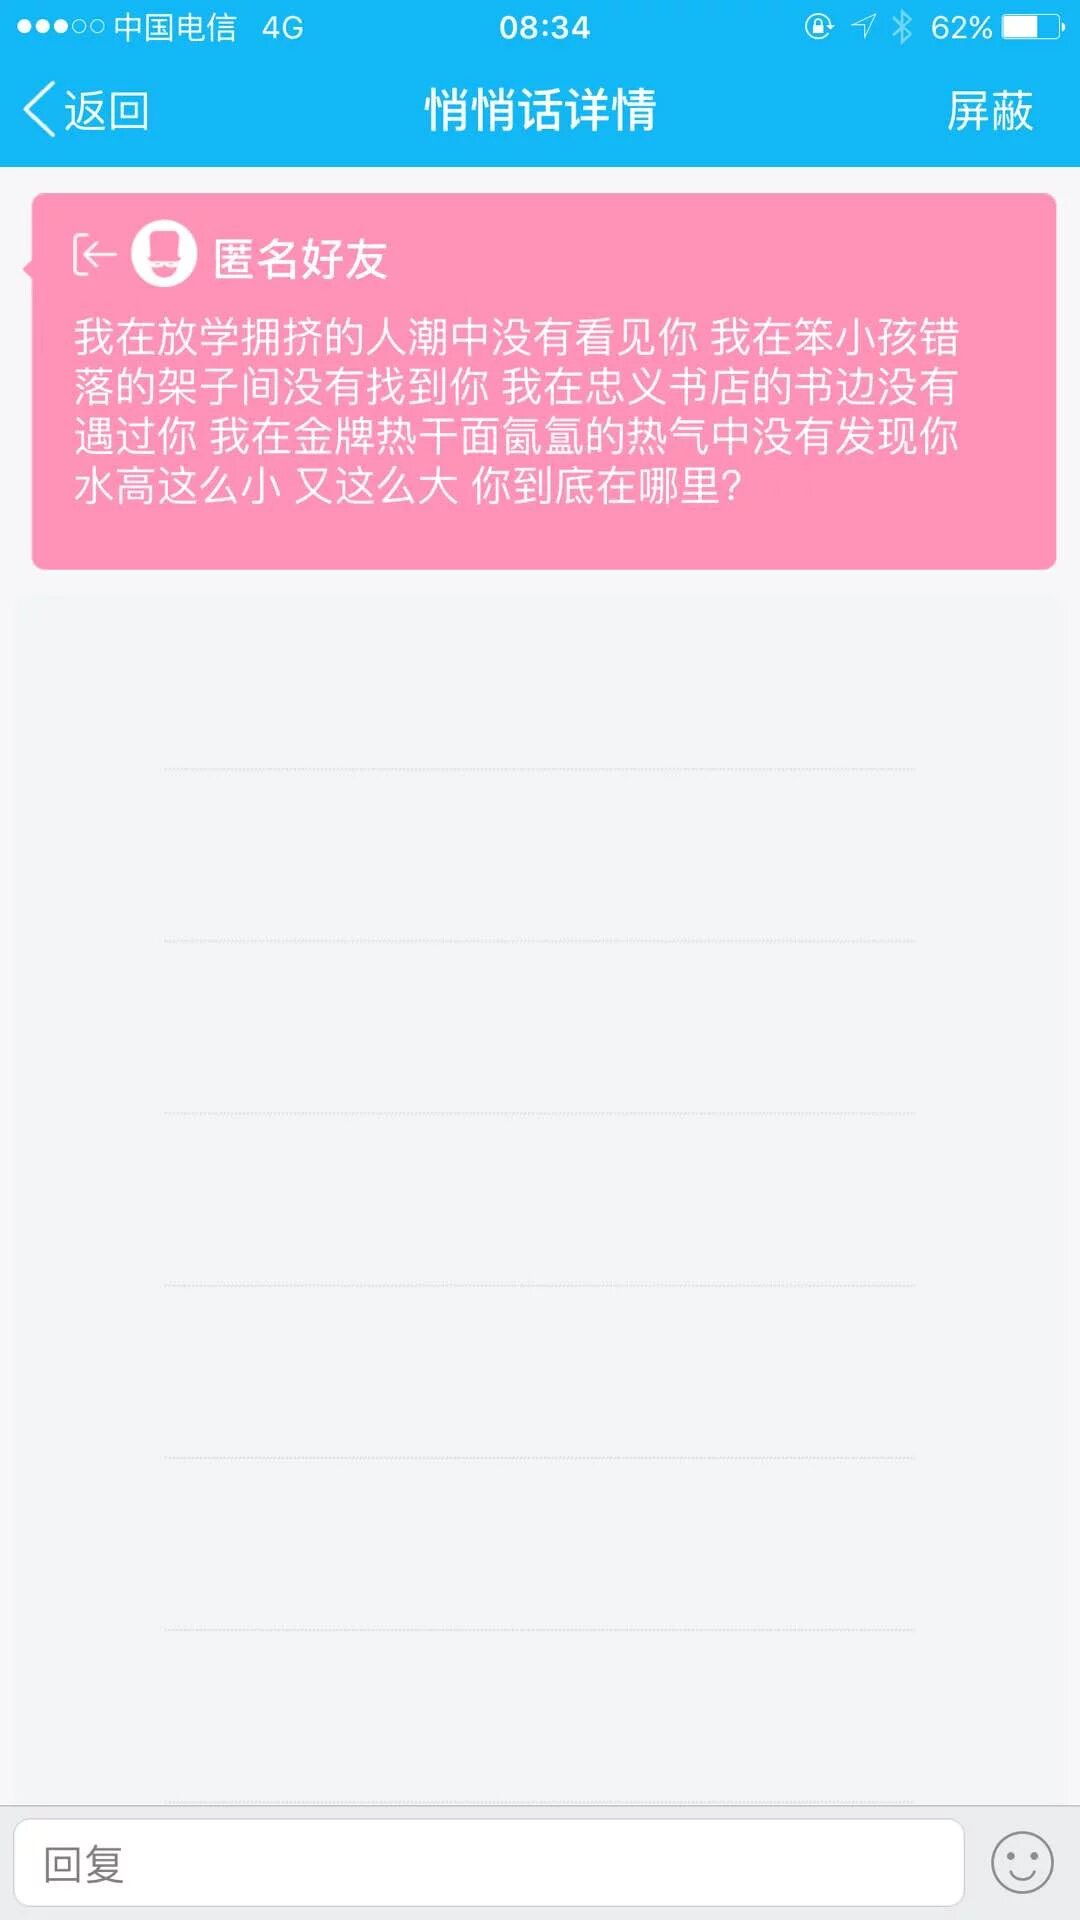 中国电信 4G 08:34 62%
返回 悄悄话详情 屏蔽
匿名好友
我在放学拥挤的人潮中没有看见你 我在笨小孩错
落的架子间没有找到你 我在忠义书店的书边没有
遇过你 我在金牌热干面氤氲的热气中没有发现你
水高这么小 又这么大 你到底在哪里？
回复